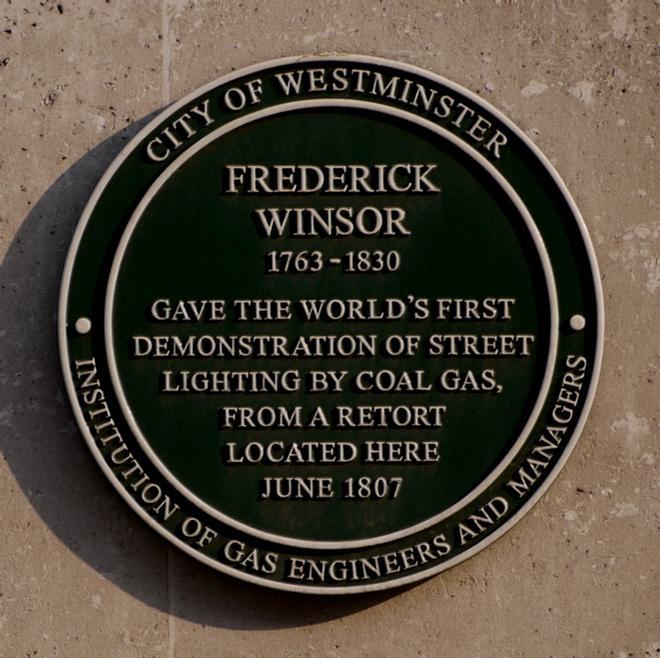 CITY OF WESTMINSTER
FREDERICK
WINSOR
1763-1830
GAVE THE WORLD'S FIRST
DEMONSTRATION OF STREET
LIGHTING BY COAL GAS,
FROM A RETORT
LOCATED HERE
JUNE 1807
INSTITUTION OF GAS ENGINEERS AND MANAGERS